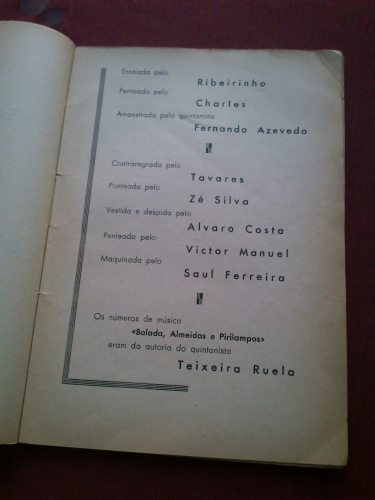 Ensaiada pelo
Ribeirinho
Penteada pelo
Charles
Amaestrada pelo quintanista
Fernando Azevedo
Contraregrada pelo
Tavares
Ponteada pelo
Zé Silva
Vestida e despida pelo
Alvaro Costa
Fonteada pelo
Victor Manuel
Maquinada pelo
Saul Ferreira
Os números de música
«Balada, Almeidas e Pirilampos»
eram da autoria do quintanista
Teixeira Ruela